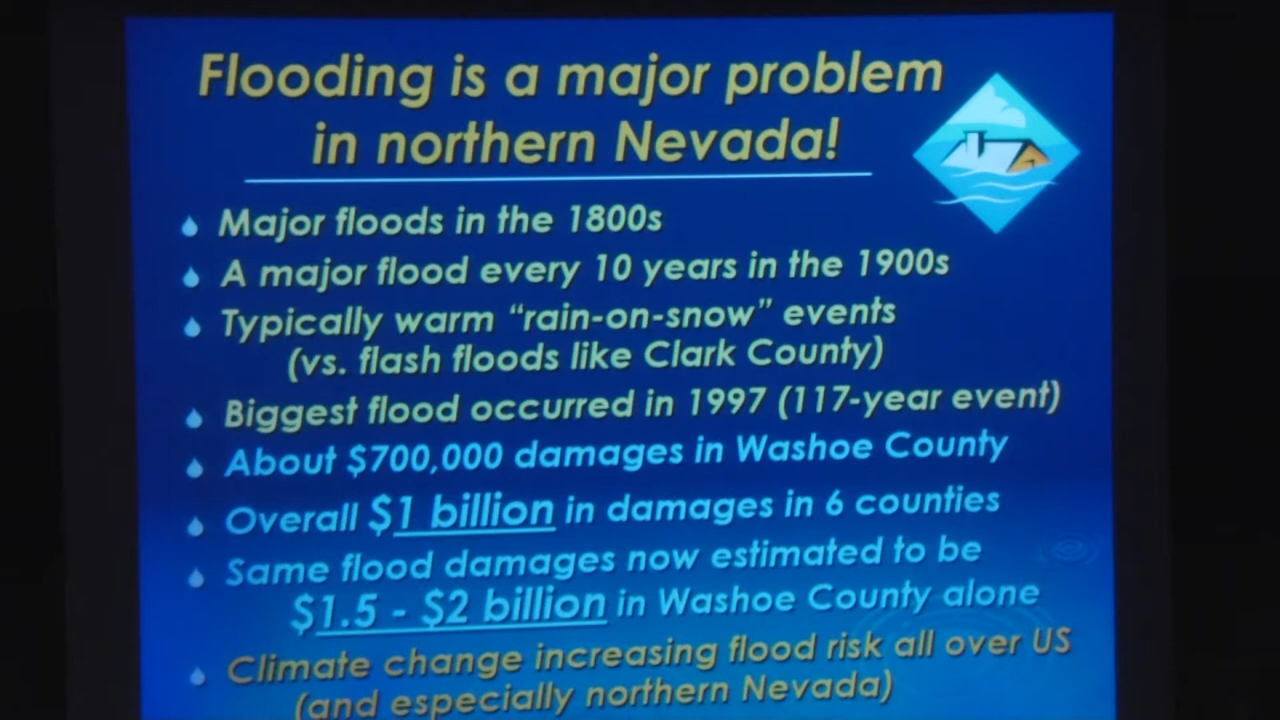 Flooding is a major problem
in northern Nevada!
Major floods in the 1800s
A major flood every 10 years in the 1900s
Typically warm “rain-on-snow” events
(vs. flash floods like Clark County)
Biggest flood occurred in 1997 (117-year event)
About $700,000 damages in Washoe County
Overall $1 billion in damages in 6 counties
Same flood damages now estimated to be
$1.5 - $2 billion in Washoe County alone
Climate change increasing flood risk all over US
(and especially northern Nevada)